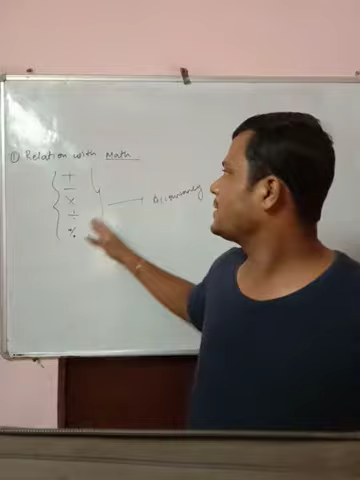 ① Relation with Math
+
−
×
÷
%
→ Accountancy